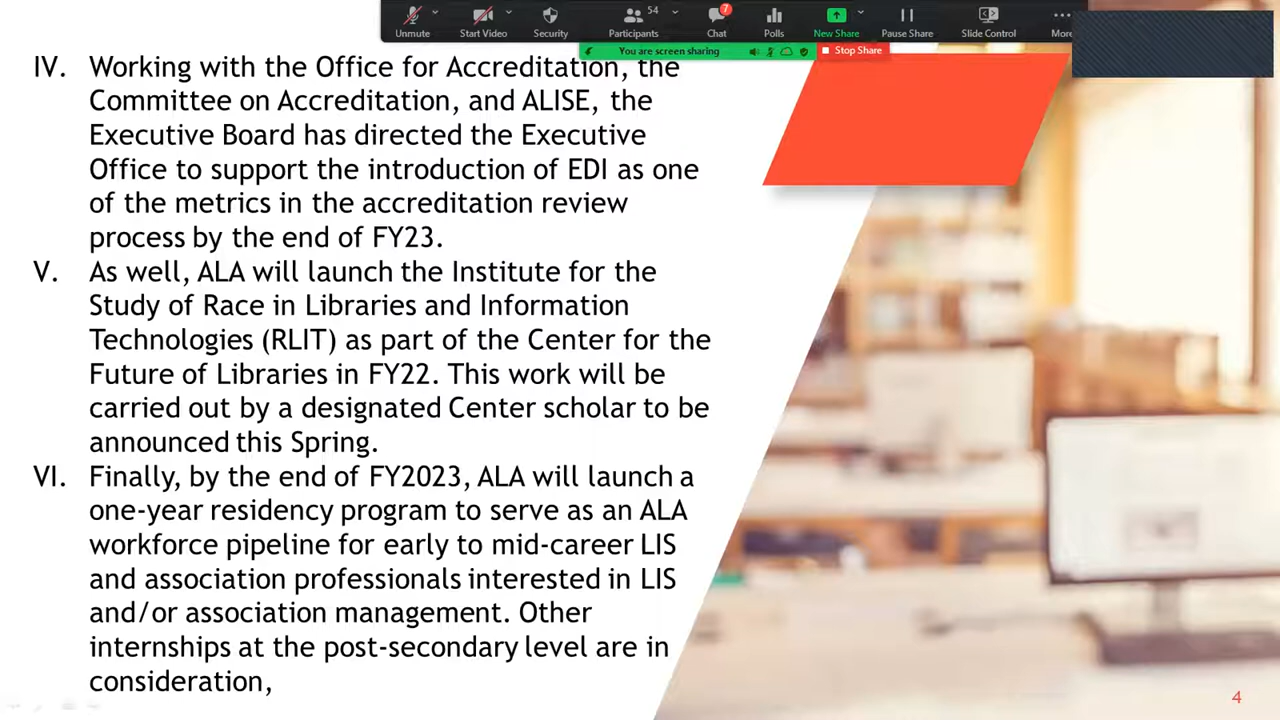 54
7
Unmute
Start Video
Security
Participants
Chat
Polls
New Share
Pause Share
Slide Control
More
You are screen sharing
Stop Share
IV. Working with the Office for Accreditation, the
Committee on Accreditation, and ALISE, the
Executive Board has directed the Executive
Office to support the introduction of EDI as one
of the metrics in the accreditation review
process by the end of FY23.
V. As well, ALA will launch the Institute for the
Study of Race in Libraries and Information
Technologies (RLIT) as part of the Center for the
Future of Libraries in FY22. This work will be
carried out by a designated Center scholar to be
announced this Spring.
VI. Finally, by the end of FY2023, ALA will launch a
one-year residency program to serve as an ALA
workforce pipeline for early to mid-career LIS
and association professionals interested in LIS
and/or association management. Other
internships at the post-secondary level are in
consideration,
4